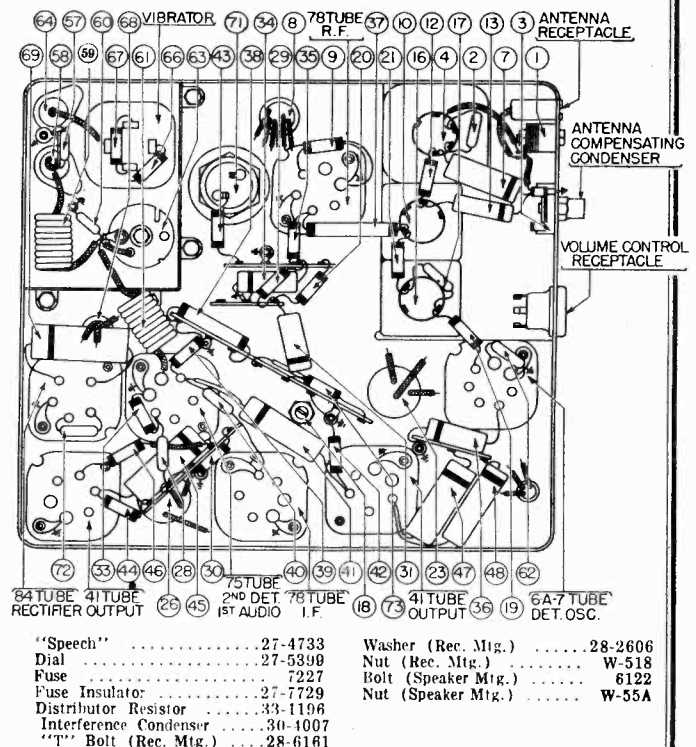 64 57 68 VIBRATOR 71 34 8 78 TUBE R.F. 37 10 12 17 13 3 ANTENNA RECEPTACLE
69 58 59 67 61 66 63 43 38 29 35 9 20 21 16 4 2 7 1
60
ANTENNA
COMPENSATING
CONDENSER
VOLUME CONTROL
RECEPTACLE
72 33 44 46 26 45 28 30 40 39 41 18 42 73 31 23 47 36 48 19 62
84 TUBE RECTIFIER
41 TUBE OUTPUT
75 TUBE
2ND DET.
1ST AUDIO
78 TUBE
I.F.
41 TUBE
OUTPUT
6A-7 TUBE
DET. OSC.
"Speech" ..............27-4733
Dial ..................27-5399
Fuse .................. 7227
Fuse Insulator ........27-7729
Distributor Resistor ....33-1196
Interference Condenser .....30-4007
"T" Bolt (Rec. Mtg.) ....28-6161
Washer (Rec. Mtg.) ......28-2606
Nut (Rec. Mtg.) ........ W-518
Bolt (Speaker Mtg.) ..... 6122
Nut (Speaker Mtg.) ..... W-55A